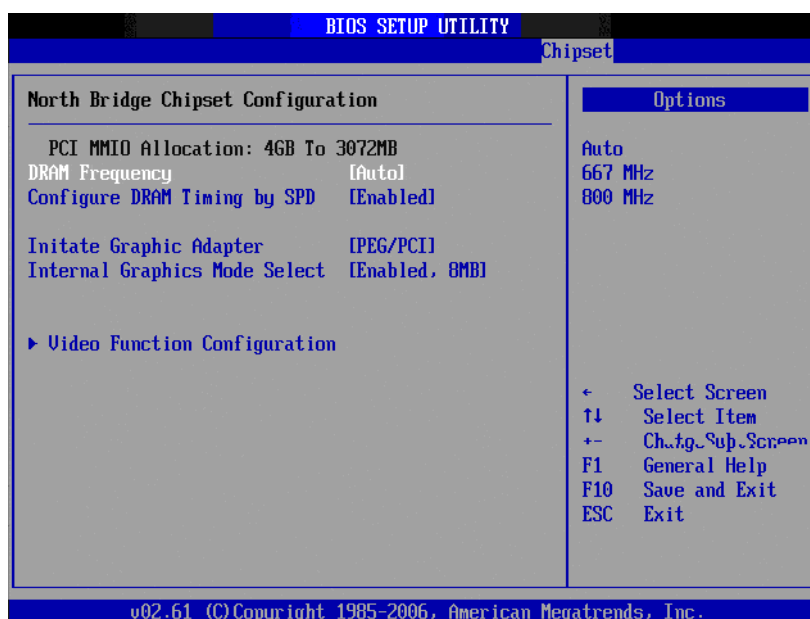 BIOS SETUP UTILITY
Chipset
North Bridge Chipset Configuration
PCI MMIO Allocation: 4GB To 3072MB
DRAM Frequency [Auto]
Configure DRAM Timing by SPD [Enabled]
Initate Graphic Adapter [PEG/PCI]
Internal Graphics Mode Select [Enabled, 8MB]
▶ Video Function Configuration
Options
Auto
667 MHz
800 MHz
← Select Screen
↑↓ Select Item
+- Screen
F1 General Help
F10 Save and Exit
ESC Exit
v02.61 (C)Copyright 1985-2006, American Megatrends, Inc.